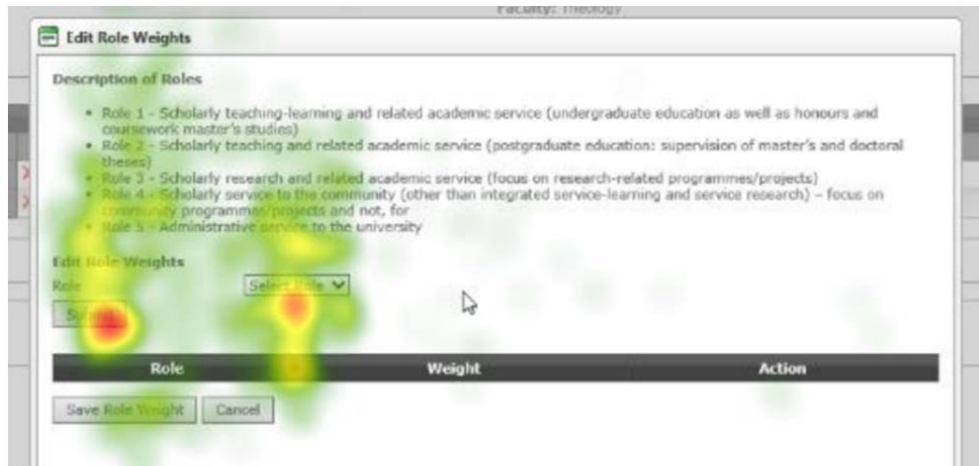 Faculty: Theology
Edit Role Weights
Description of Roles
Role 1 - Scholarly teaching-learning and related academic service (undergraduate education as well as honours and
coursework master's studies)
Role 2 - Scholarly teaching and related academic service (postgraduate education: supervision of master's and doctoral
theses)
Role 3 - Scholarly research and related academic service (focus on research-related programmes/projects)
Role 4 - Scholarly service to the community (other than integrated service-learning and service research) – focus on
community programmes/projects and not, for
Role 5 - Administrative service to the university
Edit Role Weights
Role Select Role
Role Weight Action
Save Role Weight Cancel